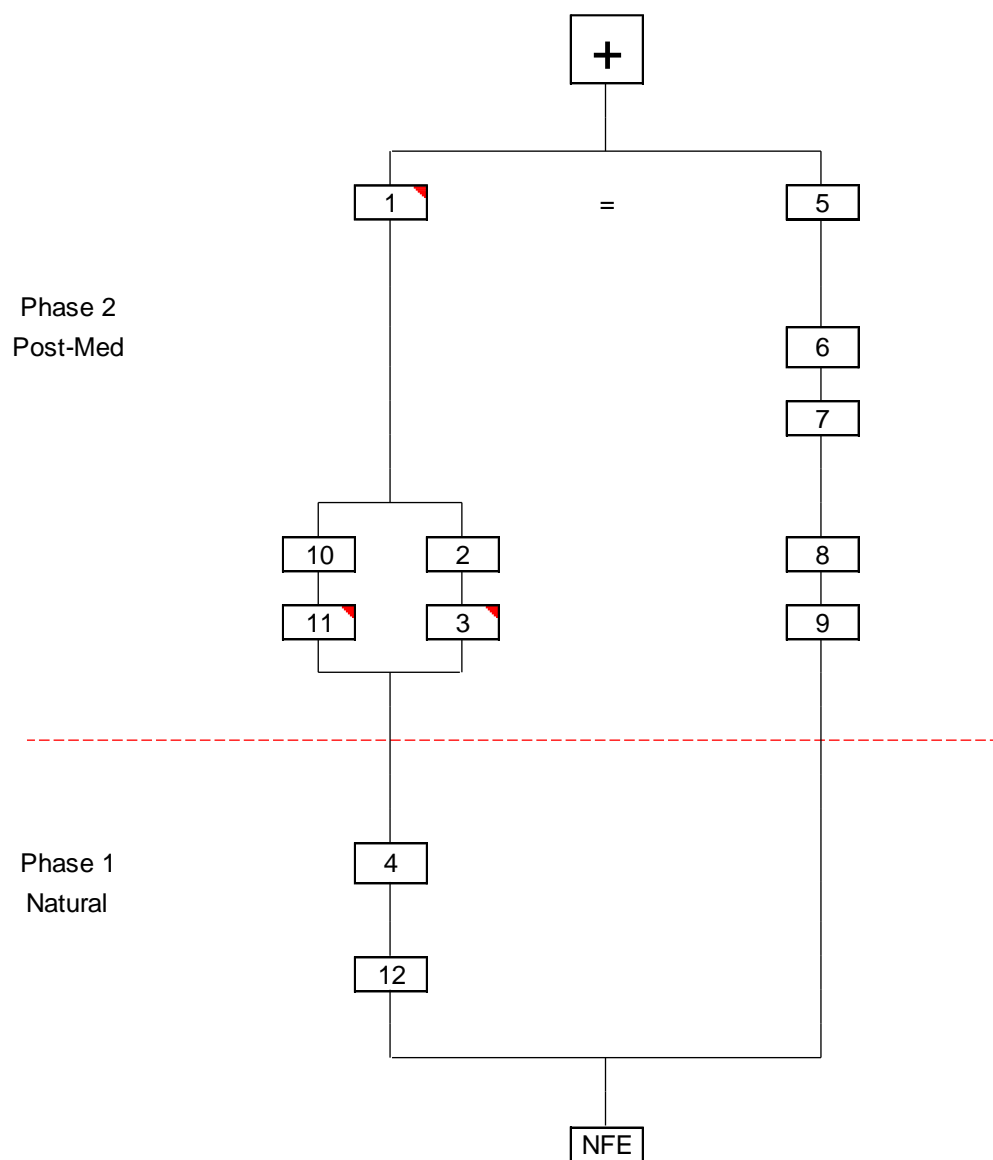 +
1 = 5
Phase 2
Post-Med
6
7
10 2 8
11 3 9
Phase 1
Natural
4
12
NFE